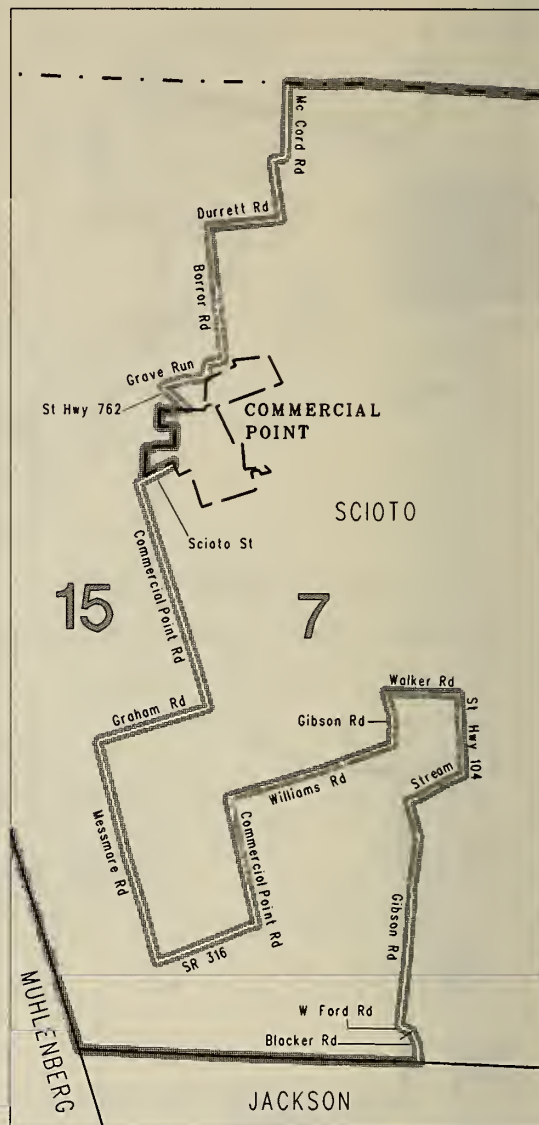 Mc Cord Rd
Durrett Rd
Borror Rd
Grave Run
St Hwy 762
COMMERCIAL
POINT
SCIOTO
Scioto St
Commercial Point Rd
15
7
Walker Rd
St Hwy 104
Graham Rd
Gibson Rd
Stream
Williams Rd
Messmore Rd
Commercial Point Rd
Gibson Rd
SR 316
W Ford Rd
Blacker Rd
MUHLENBERG
JACKSON